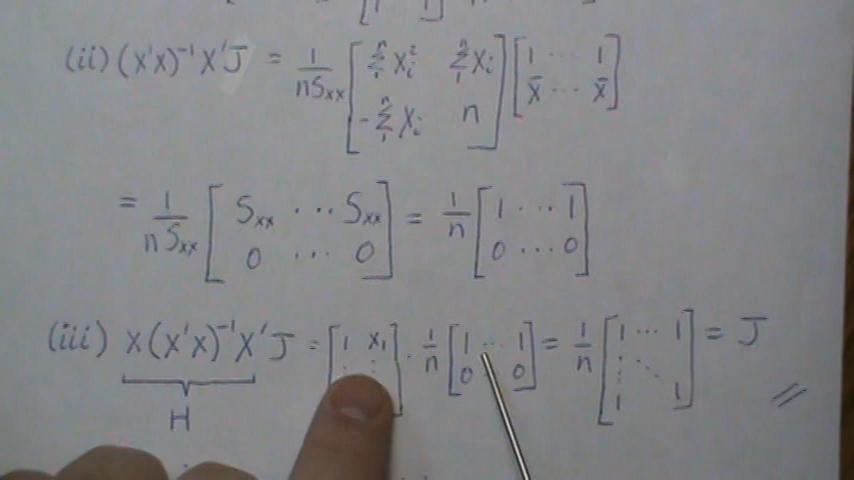 (ii) (X'X)⁻¹X'J = 1/(nSxx) [ Σ₁ⁿ Xᵢ² Σ₁ⁿ Xᵢ ; -Σ₁ⁿ Xᵢ n ] [ 1 ⋯ 1 ; X̄ ⋯ X̄ ]
= 1/(nSxx) [ Sxx ⋯ Sxx ; 0 ⋯ 0 ] = 1/n [ 1 ⋯ 1 ; 0 ⋯ 0 ]
(iii) X(X'X)⁻¹X'J = [ 1 X₁ ; ⋮ ⋮ ] · 1/n [ 1 ⋯ 1 ; 0 ⋯ 0 ] = 1/n [ 1 ⋯ 1 ; ⋮ ⋱ ; 1 1 ] = J //
H